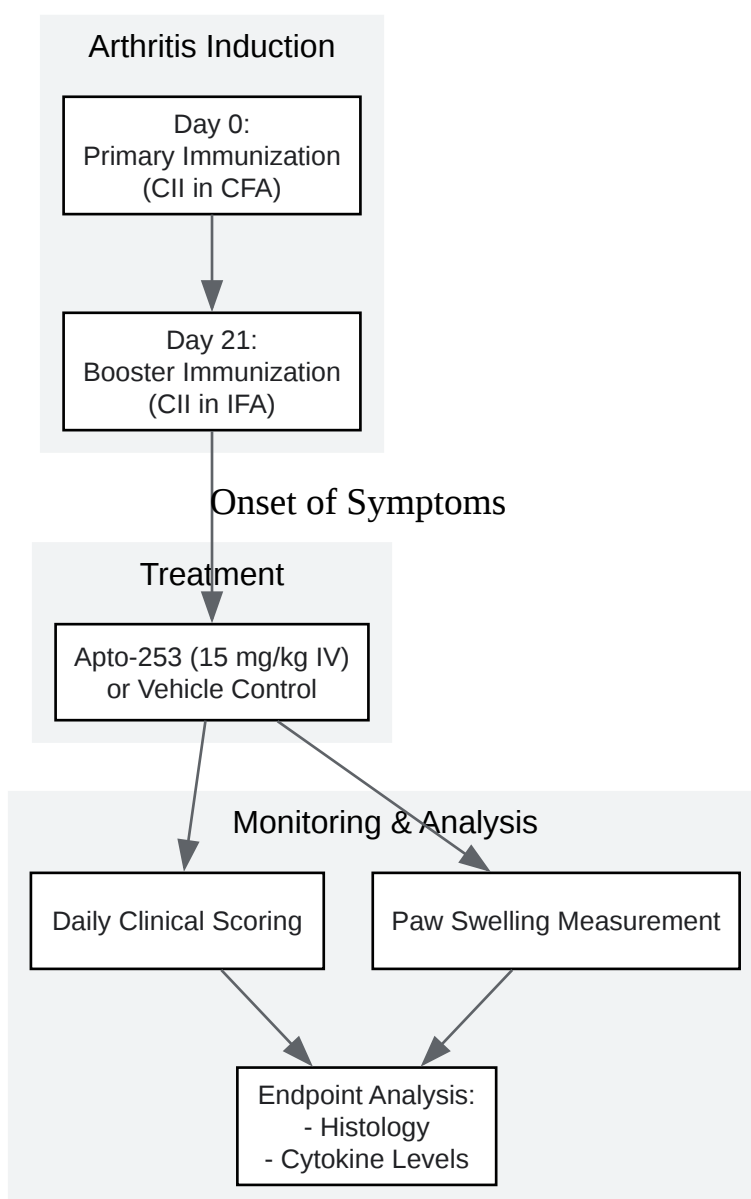 Arthritis Induction
Day 0:
Primary Immunization
(CII in CFA)
Day 21:
Booster Immunization
(CII in IFA)
Onset of Symptoms
Treatment
Apto-253 (15 mg/kg IV)
or Vehicle Control
Monitoring & Analysis
Daily Clinical Scoring
Paw Swelling Measurement
Endpoint Analysis:
- Histology
- Cytokine Levels